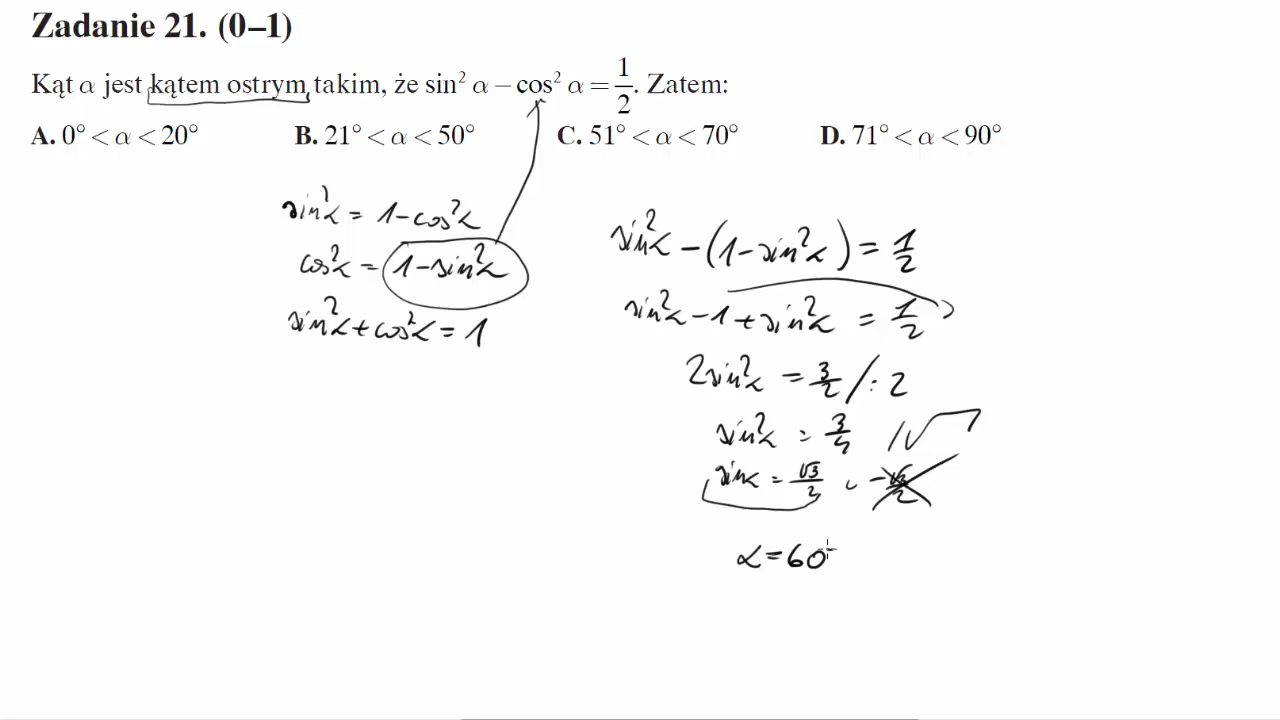 Zadanie 21. (0–1)
Kąt α jest kątem ostrym takim, że sin² α − cos² α = 1/2. Zatem:
A. 0° < α < 20° B. 21° < α < 50° C. 51° < α < 70° D. 71° < α < 90°
sin²α = 1 − cos²α
cos²α = 1 − sin²α
sin²α + cos²α = 1
sin²α − (1 − sin²α) = 1/2
sin²α − 1 + sin²α = 1/2
2sin²α = 3/2 /: 2
sin²α = 3/4 /√
sinα = √3/2 ∨ −√3/2
α = 60